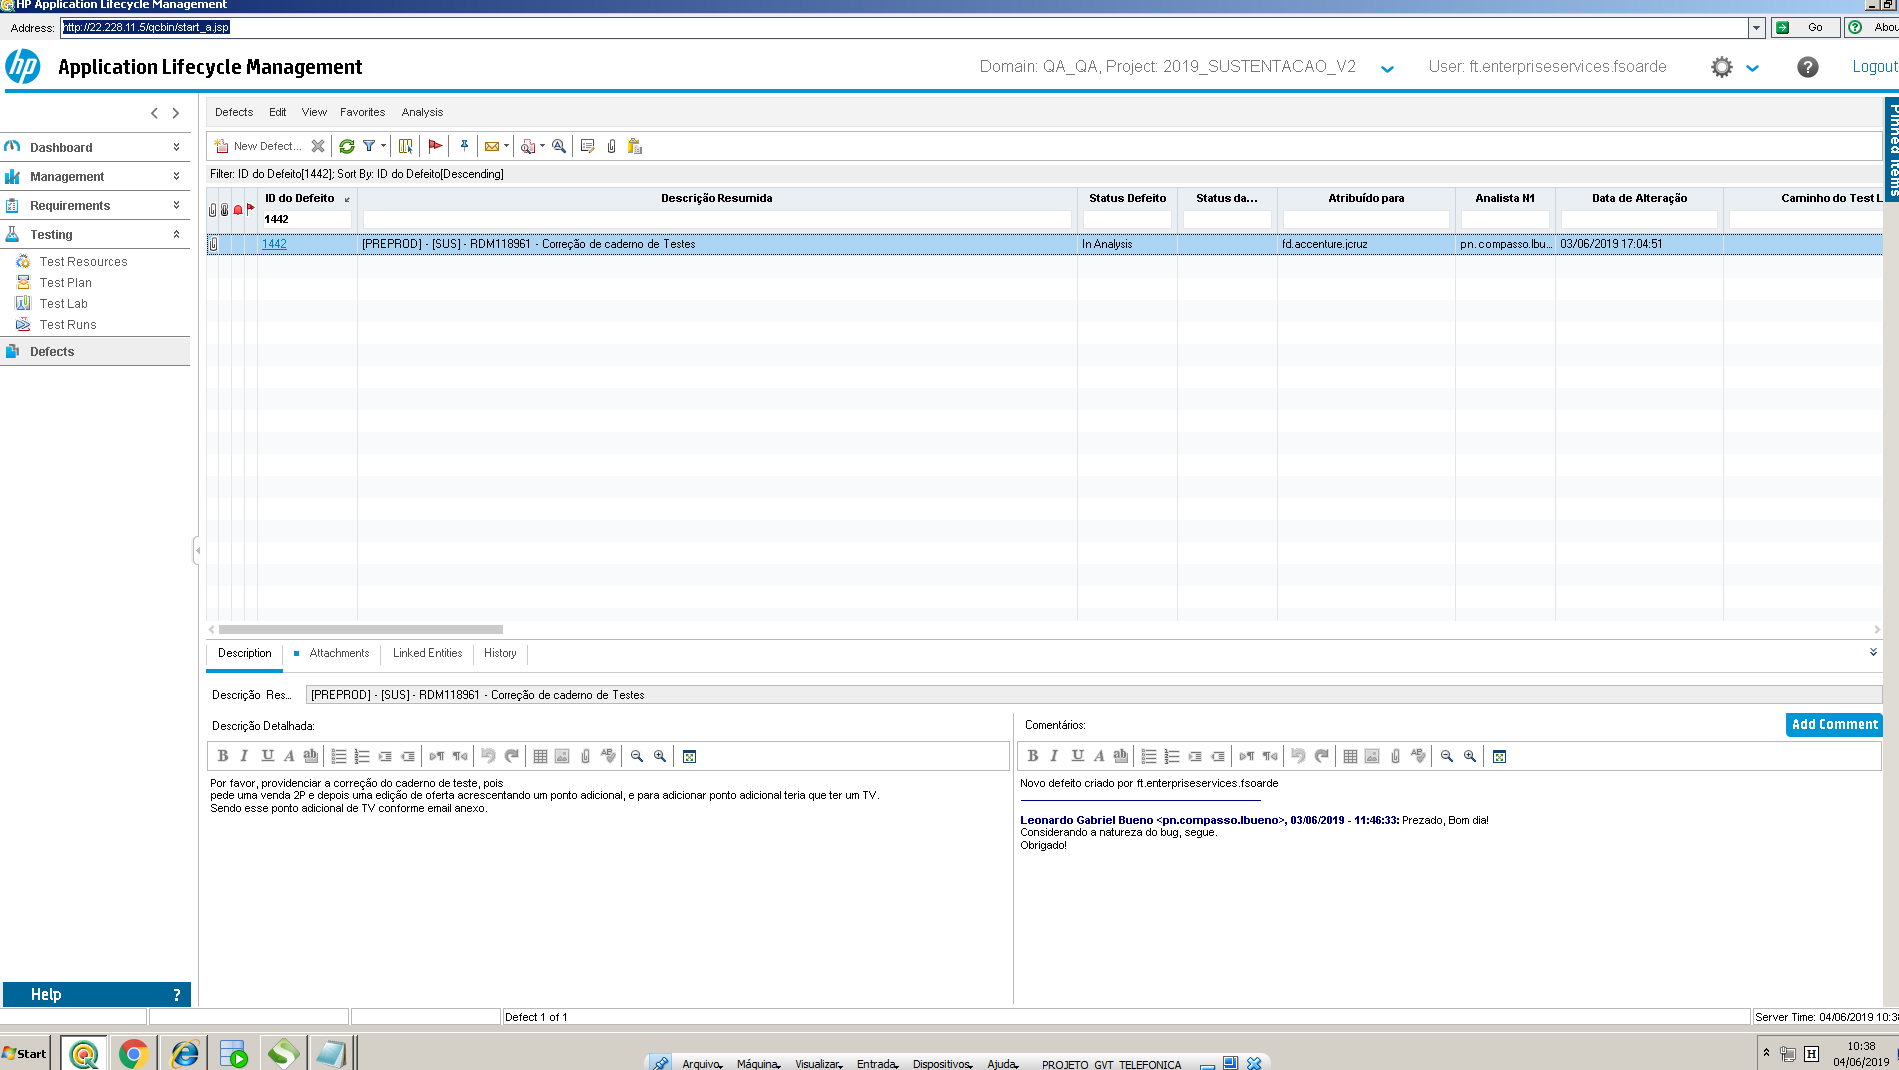 HP Application Lifecycle Management
Address: http://22.228.11.5/qcbin/start_a.jsp
Go
hp Application Lifecycle Management
Domain: QA_QA, Project: 2019_SUSTENTACAO_V2
User: ft.enterpriseservices.fsoarde
Logout
Defects Edit View Favorites Analysis
Pinned Items
Dashboard
New Defect...
Filter: ID do Defeito[1442]; Sort By: ID do Defeito[Descending]
Management
Requirements
Testing
Test Resources
Test Plan
Test Lab
Test Runs
Defects
ID do Defeito Descrição Resumida Status Defeito Status da... Atribuído para Analista N1 Data de Alteração Caminho do Test L
1442
1442 [PREPROD] - [SUS] - RDM118961 - Correção de caderno de Testes In Analysis fd.accenture.jcruz pn.compasso.lbu... 03/06/2019 17:04:51
Description Attachments Linked Entities History
Descrição Res... [PREPROD] - [SUS] - RDM118961 - Correção de caderno de Testes
Descrição Detalhada:
Por favor, providenciar a correção do caderno de teste, pois
pede uma venda 2P e depois uma edição de oferta acrescentando um ponto adicional, e para adicionar ponto adicional teria que ter um TV.
Sendo esse ponto adicional de TV conforme email anexo.
Comentários:
Add Comment
Novo defeito criado por ft.enterpriseservices.fsoarde
Leonardo Gabriel Bueno <pn.compasso.lbueno>, 03/06/2019 - 11:46:33: Prezado, Bom dia!
Considerando a natureza do bug, segue.
Obrigado!
Help ?
Defect 1 of 1
Server Time: 04/06/2019 10:38
Start
Arquivo Máquina Visualizar Entrada Dispositivos Ajuda PROJETO_GVT_TELEFONICA
H
10:38
04/06/2019